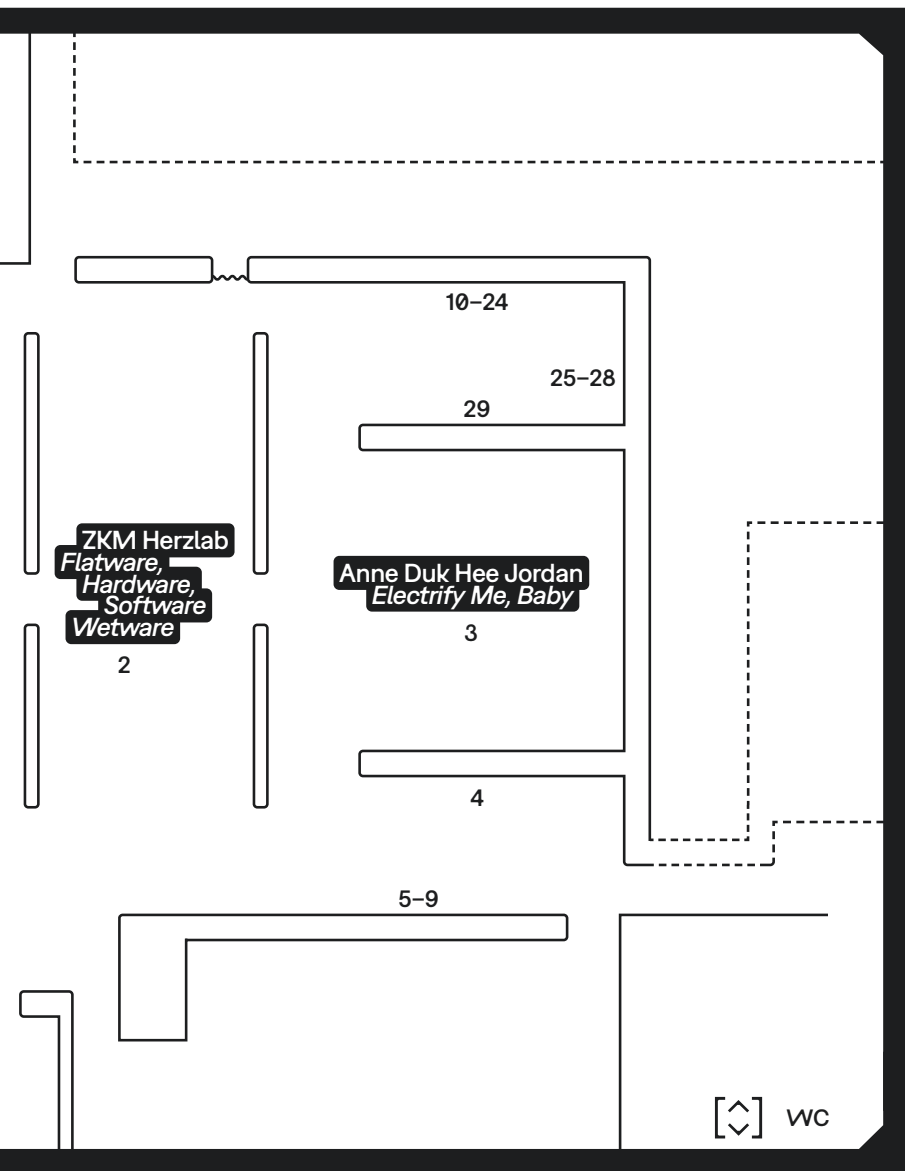 10–24
25–28
29
ZKM Herzlab
Flatware,
Hardware,
Software
Wetware
2
Anne Duk Hee Jordan
Electrify Me, Baby
3
4
5–9
WC